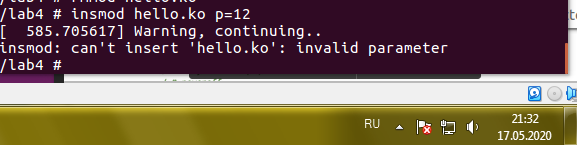 /lab4 # insmod hello.ko p=12
[  585.705617] Warning, continuing..
insmod: can't insert 'hello.ko': invalid parameter
/lab4 #
RU
21:32
17.05.2020